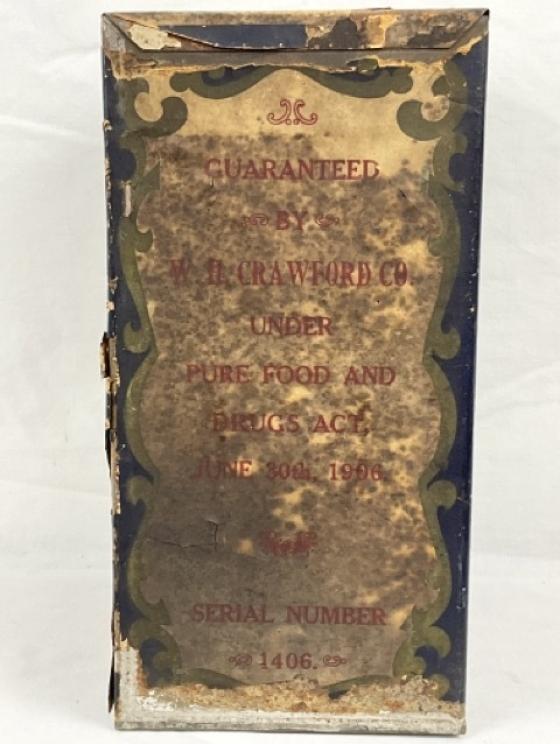 GUARANTEED
BY
W. H. CRAWFORD CO.
UNDER
PURE FOOD AND
DRUGS ACT,
JUNE 30th, 1906
SERIAL NUMBER
1406.